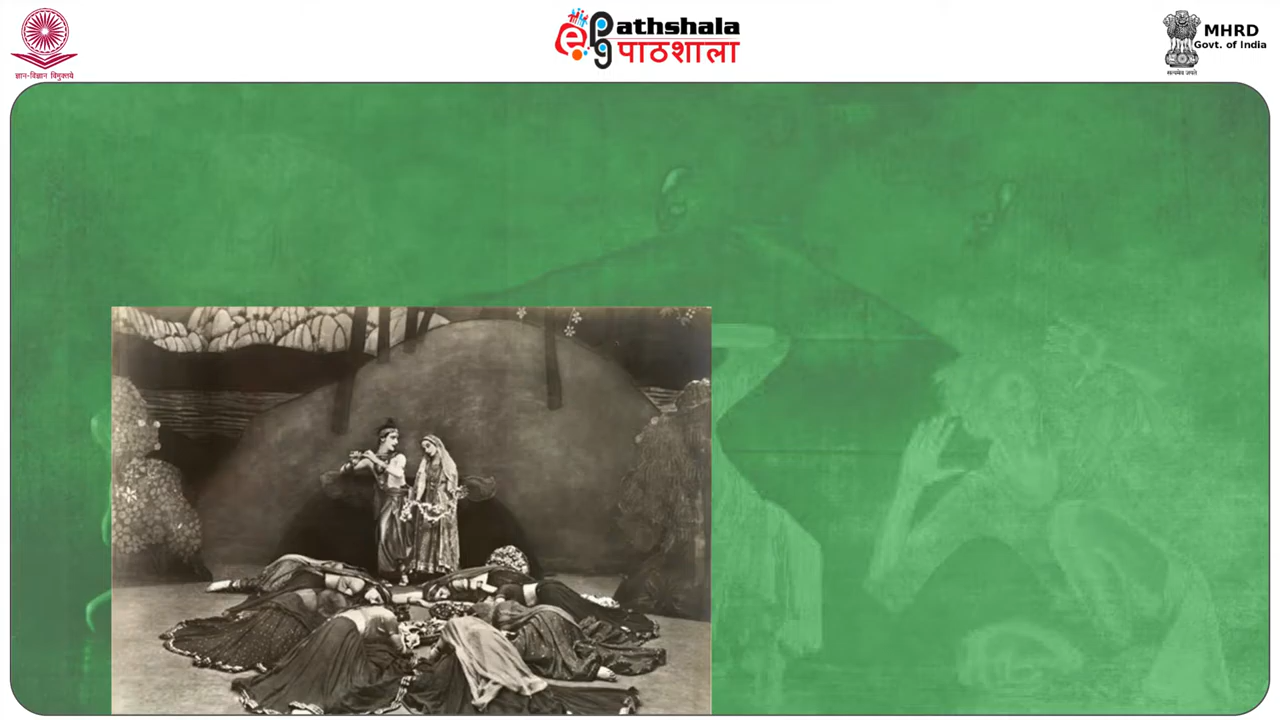 ज्ञान-विज्ञान विमुक्तये
Pathshala
पाठशाला
MHRD
Govt. of India
सत्यमेव जयते